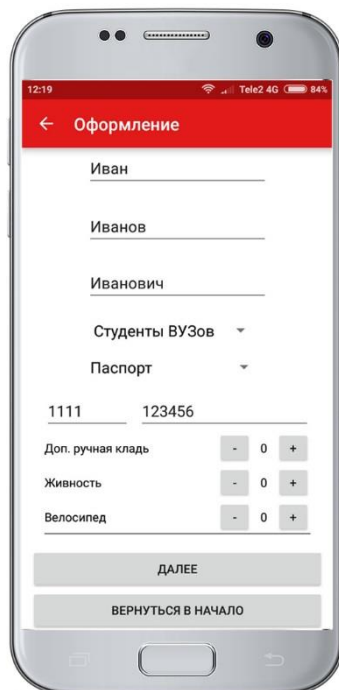 12:19 Tele2 4G 84%
← Оформление
Иван
Иванов
Иванович
Студенты ВУЗов
Паспорт
1111 123456
Доп. ручная кладь - 0 +
Живность - 0 +
Велосипед - 0 +
ДАЛЕЕ
ВЕРНУТЬСЯ В НАЧАЛО